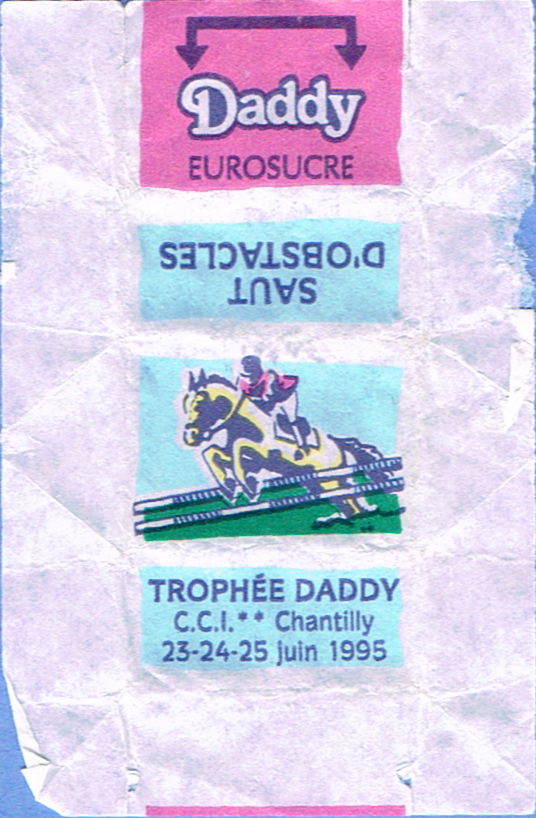 Daddy
EUROSUCRE
SAUT
D'OBSTACLES
TROPHÉE DADDY
C.C.I.** Chantilly
23-24-25 juin 1995